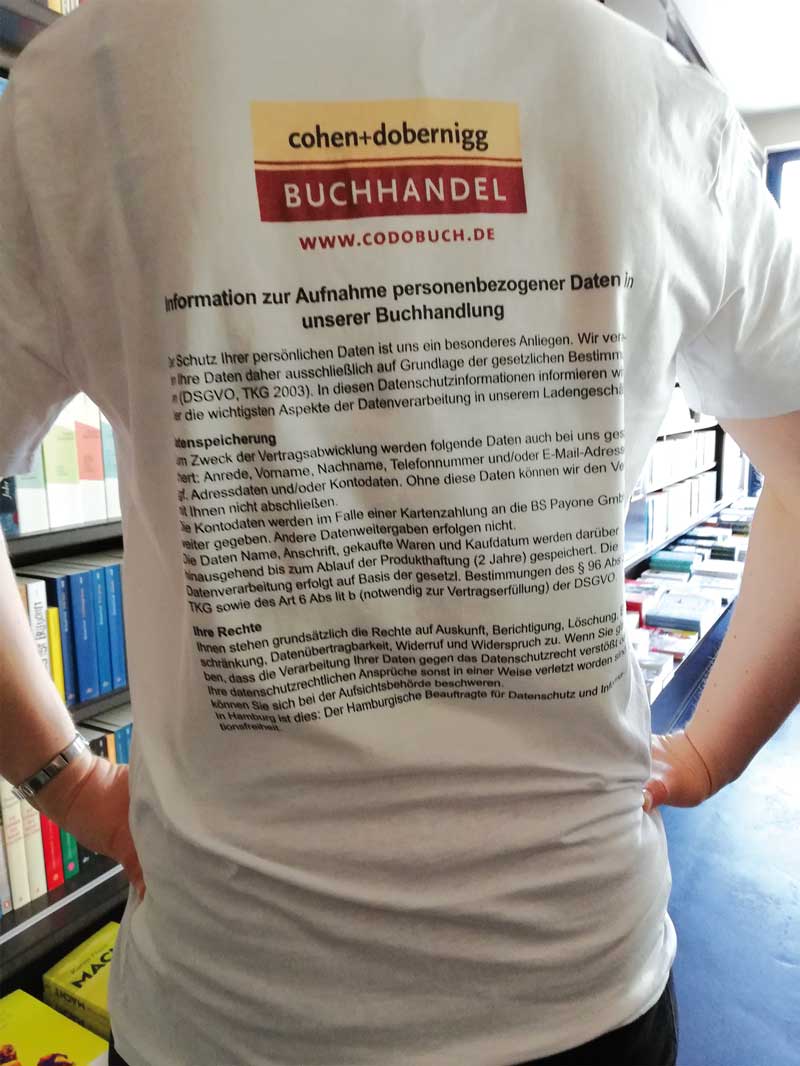 cohen+dobernigg
BUCHHANDEL
WWW.CODOBUCH.DE
Information zur Aufnahme personenbezogener Daten in
unserer Buchhandlung
Schutz Ihrer persönlichen Daten ist uns ein besonderes Anliegen. Wir ver-
Ihre Daten daher ausschließlich auf Grundlage der gesetzlichen Bestimm
(DSGVO, TKG 2003). In diesen Datenschutzinformationen informieren w
die wichtigsten Aspekte der Datenverarbeitung in unserem Ladengeschä
tenspeicherung
m Zweck der Vertragsabwicklung werden folgende Daten auch bei uns ges
ert: Anrede, Vorname, Nachname, Telefonnummer und/oder E-Mail-Adress
f. Adressdaten und/oder Kontodaten. Ohne diese Daten können wir den Ve
it Ihnen nicht abschließen.
ie Kontodaten werden im Falle einer Kartenzahlung an die BS Payone Gmb
eiter gegeben. Andere Datenweitergaben erfolgen nicht.
Die Daten Name, Anschrift, gekaufte Waren und Kaufdatum werden darüber
hinausgehend bis zum Ablauf der Produkthaftung (2 Jahre) gespeichert. Die
Datenverarbeitung erfolgt auf Basis der gesetzl. Bestimmungen des § 96 Abs
TKG sowie des Art 6 Abs lit b (notwendig zur Vertragserfüllung) der DSGVO.
Ihre Rechte
Ihnen stehen grundsätzlich die Rechte auf Auskunft, Berichtigung, Löschung,
schränkung, Datenübertragbarkeit, Widerruf und Widerspruch zu. Wenn Sie g
ben, dass die Verarbeitung Ihrer Daten gegen das Datenschutzrecht verstößt o
Ihre datenschutzrechtlichen Ansprüche sonst in einer Weise verletzt worden sind
können Sie sich bei der Aufsichtsbehörde beschweren.
In Hamburg ist dies: Der Hamburgische Beauftragte für Datenschutz und Informa-
tionsfreiheit.